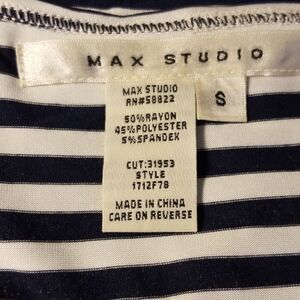 MAX STUDIO
S
MAX STUDIO
RN#58822
50%RAYON
45%POLYESTER
5%SPANDEX
CUT:31953
STYLE
1712F78
MADE IN CHINA
CARE ON REVERSE